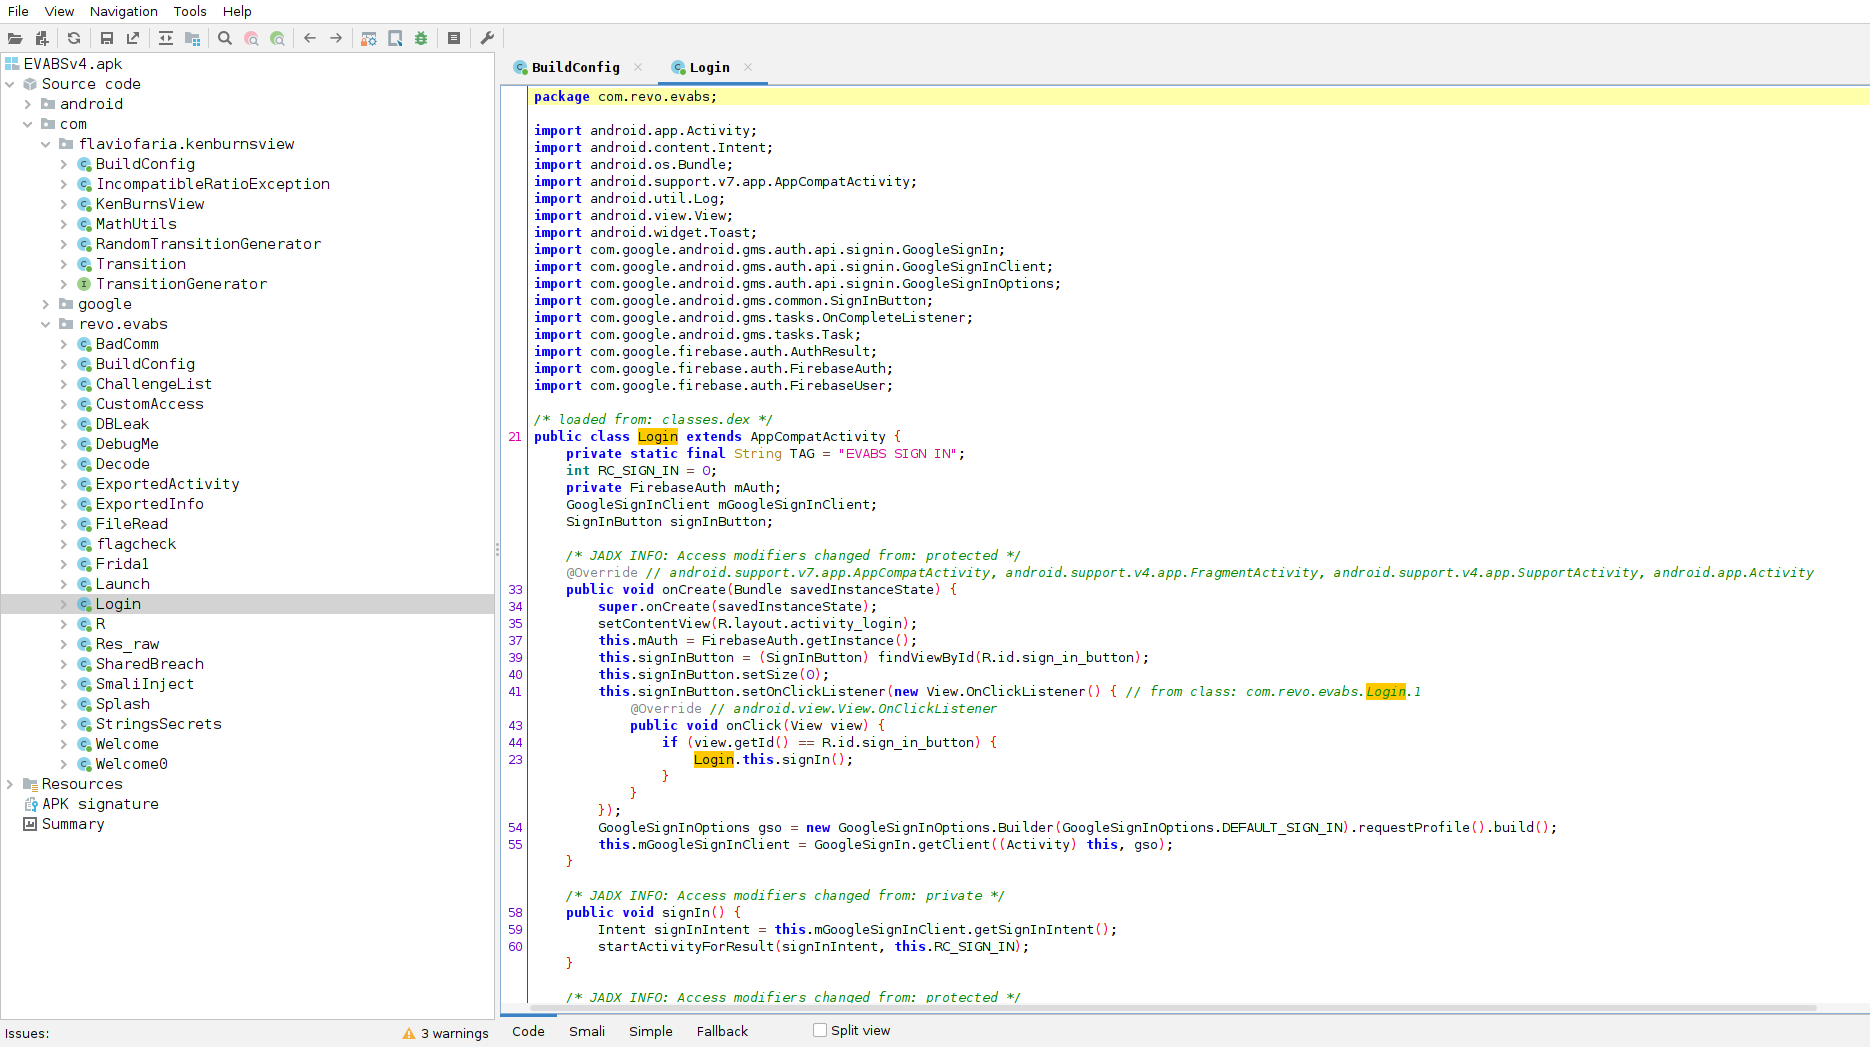 File View Navigation Tools Help
EVABSv4.apk
Source code
android
com
flaviofaria.kenburnsview
BuildConfig
IncompatibleRatioException
KenBurnsView
MathUtils
RandomTransitionGenerator
Transition
TransitionGenerator
google
revo.evabs
BadComm
BuildConfig
ChallengeList
CustomAccess
DBLeak
DebugMe
Decode
ExportedActivity
ExportedInfo
FileRead
flagcheck
Frida1
Launch
Login
R
Res_raw
SharedBreach
SmaliInject
Splash
StringsSecrets
Welcome
Welcome0
Resources
APK signature
Summary
Issues: 3 warnings
BuildConfig Login
package com.revo.evabs;
import android.app.Activity;
import android.content.Intent;
import android.os.Bundle;
import android.support.v7.app.AppCompatActivity;
import android.util.Log;
import android.view.View;
import android.widget.Toast;
import com.google.android.gms.auth.api.signin.GoogleSignIn;
import com.google.android.gms.auth.api.signin.GoogleSignInClient;
import com.google.android.gms.auth.api.signin.GoogleSignInOptions;
import com.google.android.gms.common.SignInButton;
import com.google.android.gms.tasks.OnCompleteListener;
import com.google.android.gms.tasks.Task;
import com.google.firebase.auth.AuthResult;
import com.google.firebase.auth.FirebaseAuth;
import com.google.firebase.auth.FirebaseUser;
/* loaded from: classes.dex */
21 public class Login extends AppCompatActivity {
private static final String TAG = "EVABS SIGN IN";
int RC_SIGN_IN = 0;
private FirebaseAuth mAuth;
GoogleSignInClient mGoogleSignInClient;
SignInButton signInButton;
/* JADX INFO: Access modifiers changed from: protected */
@Override // android.support.v7.app.AppCompatActivity, android.support.v4.app.FragmentActivity, android.support.v4.app.SupportActivity, android.app.Activity
33 public void onCreate(Bundle savedInstanceState) {
34 super.onCreate(savedInstanceState);
35 setContentView(R.layout.activity_login);
37 this.mAuth = FirebaseAuth.getInstance();
39 this.signInButton = (SignInButton) findViewById(R.id.sign_in_button);
40 this.signInButton.setSize(0);
41 this.signInButton.setOnClickListener(new View.OnClickListener() { // from class: com.revo.evabs.Login.1
@Override // android.view.View.OnClickListener
43 public void onClick(View view) {
44 if (view.getId() == R.id.sign_in_button) {
23 Login.this.signIn();
}
}
});
54 GoogleSignInOptions gso = new GoogleSignInOptions.Builder(GoogleSignInOptions.DEFAULT_SIGN_IN).requestProfile().build();
55 this.mGoogleSignInClient = GoogleSignIn.getClient((Activity) this, gso);
}
/* JADX INFO: Access modifiers changed from: private */
58 public void signIn() {
59 Intent signInIntent = this.mGoogleSignInClient.getSignInIntent();
60 startActivityForResult(signInIntent, this.RC_SIGN_IN);
}
/* JADX INFO: Access modifiers changed from: protected */
Code Smali Simple Fallback Split view